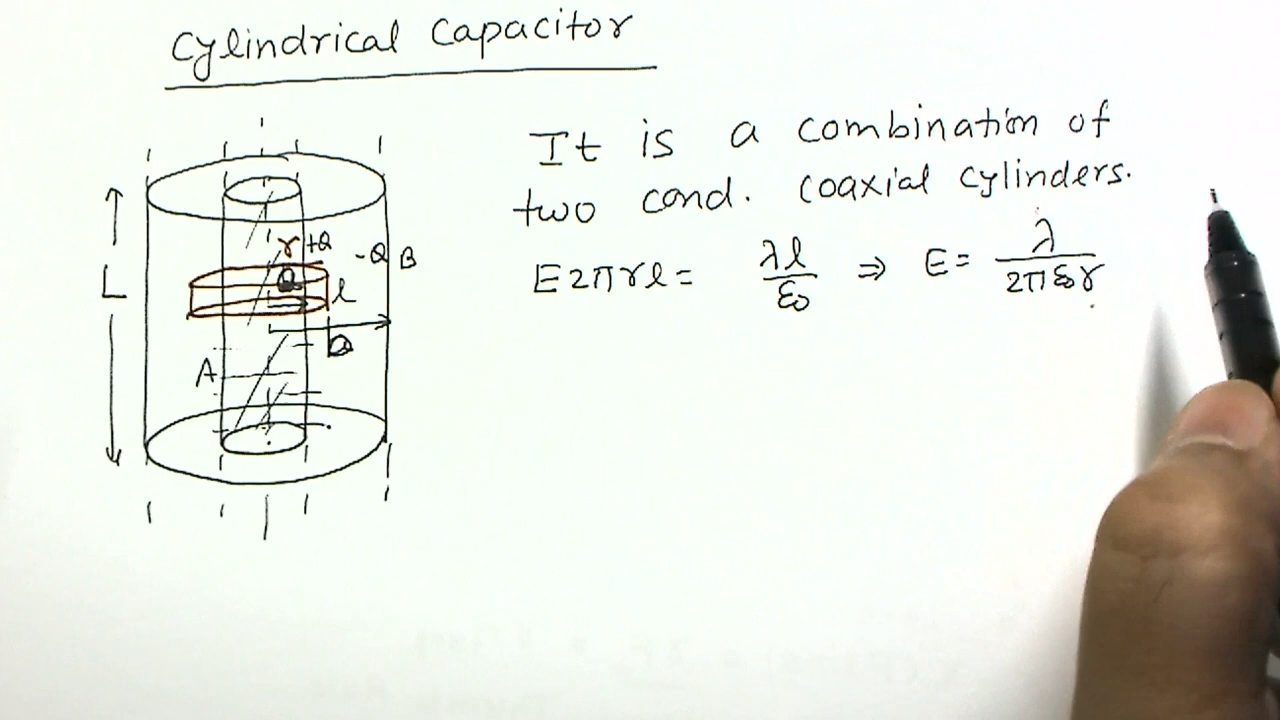 Cylindrical Capacitor
It is a combination of
two cond. coaxial cylinders.
E2πrl = λl/ε₀ ⇒ E = λ/2πε₀r
r +Q -Q B
L
l
A